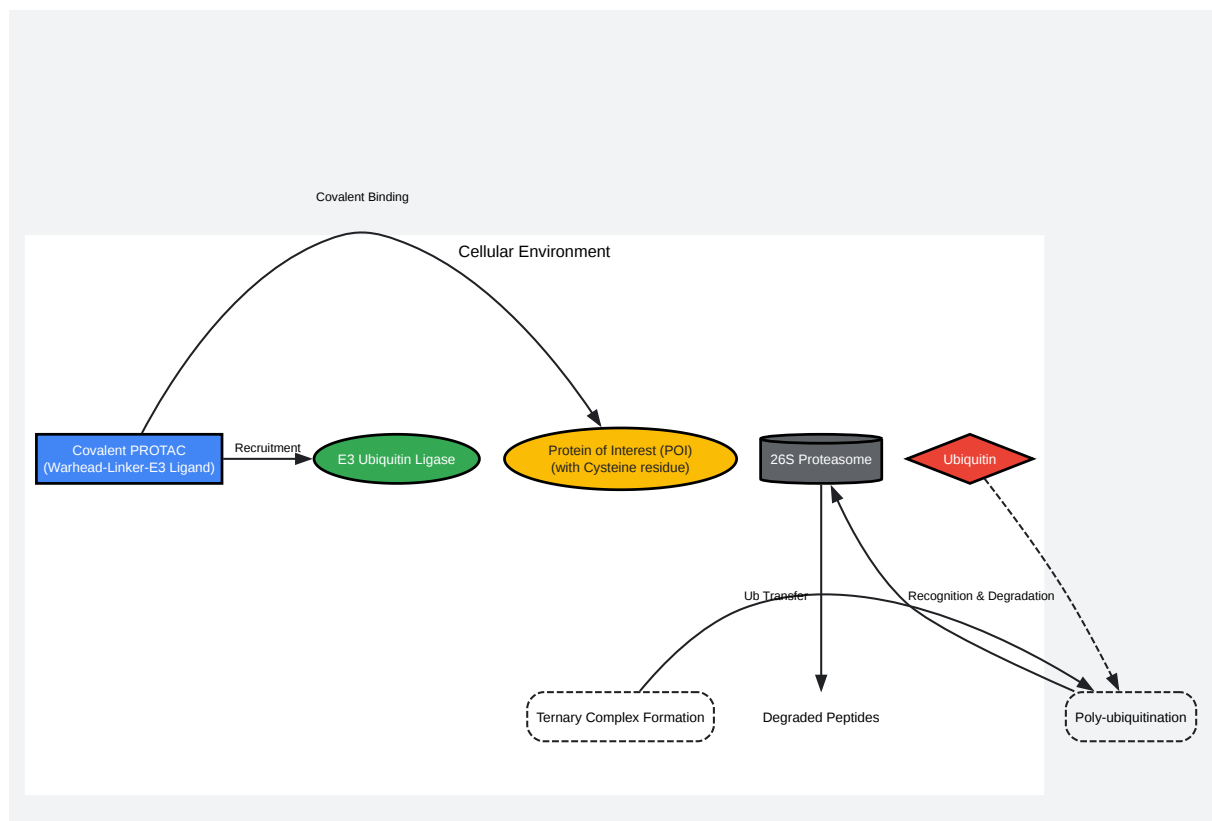 Covalent Binding
Cellular Environment
Covalent PROTAC
(Warhead-Linker-E3 Ligand)
Recruitment
E3 Ubiquitin Ligase
Protein of Interest (POI)
(with Cysteine residue)
26S Proteasome
Ubiquitin
Ub Transfer
Recognition & Degradation
Ternary Complex Formation
Degraded Peptides
Poly-ubiquitination